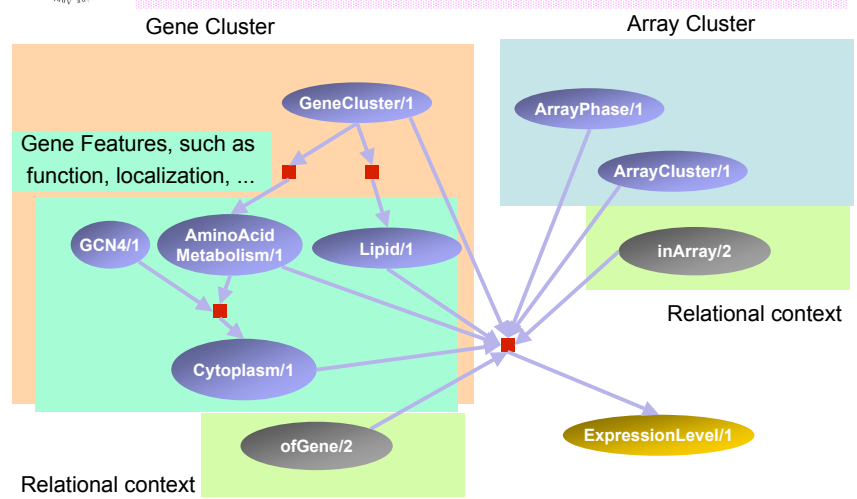 Gene Cluster
Array Cluster
GeneCluster/1
ArrayPhase/1
Gene Features, such as
function, localization, ...
ArrayCluster/1
GCN4/1
AminoAcid
Metabolism/1
Lipid/1
inArray/2
Relational context
Cytoplasm/1
ofGene/2
ExpressionLevel/1
Relational context